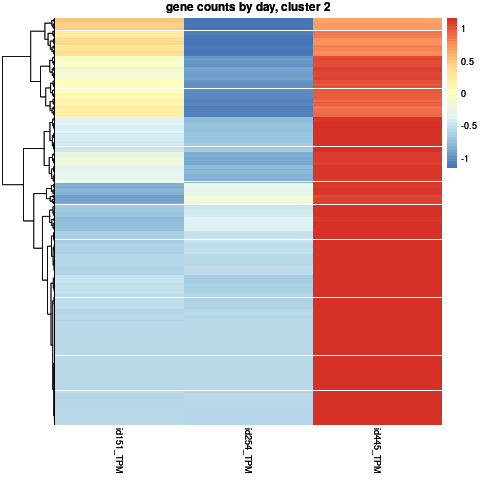 gene counts by day, cluster 2
1
0.5
0
-0.5
-1
id151_TPM
id254_TPM
id445_TPM